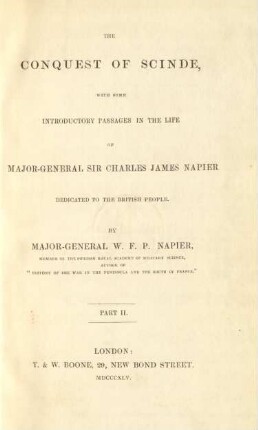 THE
CONQUEST OF SCINDE,
WITH SOME
INTRODUCTORY PASSAGES IN THE LIFE
OF
MAJOR-GENERAL SIR CHARLES JAMES NAPIER
DEDICATED TO THE BRITISH PEOPLE.
BY
MAJOR-GENERAL W. F. P. NAPIER,
MEMBER OF THE SWEDISH ROYAL ACADEMY OF MILITARY SCIENCE,
AUTHOR OF
"HISTORY OF THE WAR IN THE PENINSULA AND THE SOUTH OF FRANCE."
PART II.
LONDON:
T. & W. BOONE, 29, NEW BOND STREET.
MDCCCXLV.